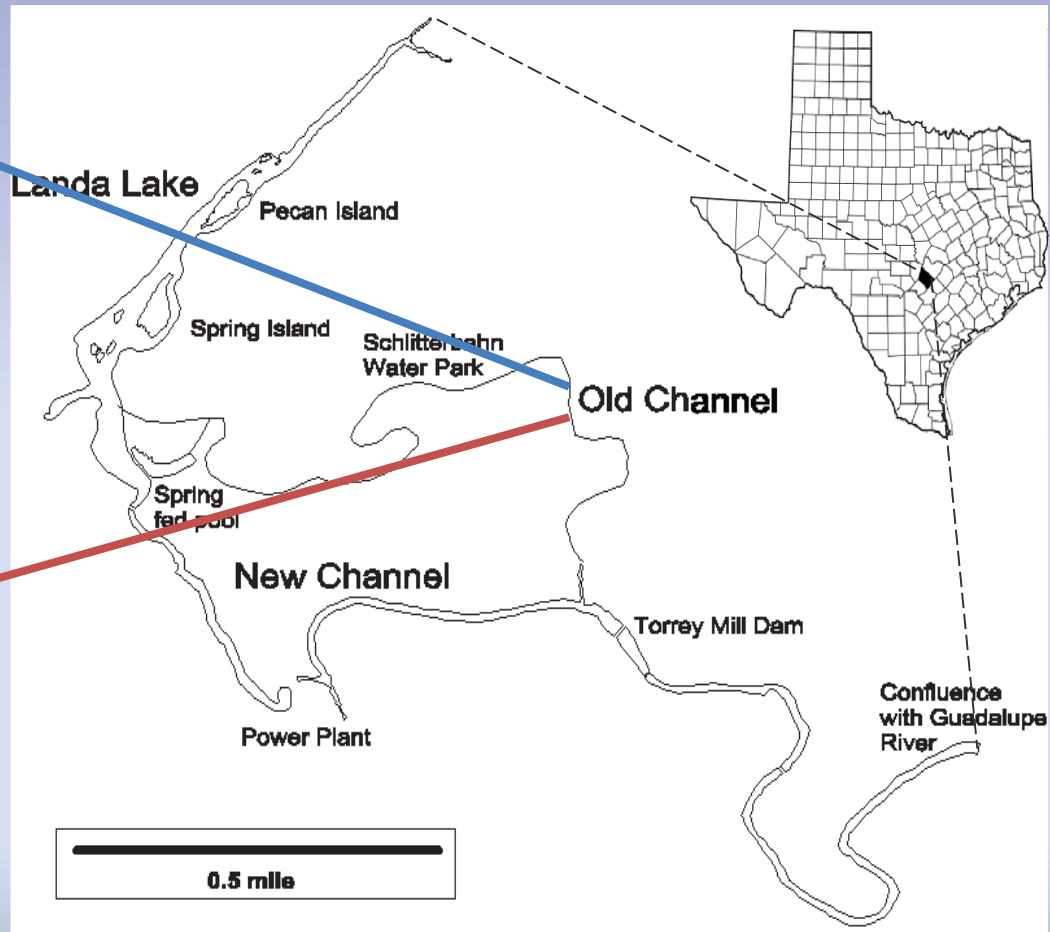 Landa Lake
Pecan Island
Spring Island
Schlitterbahn
Water Park
Old Channel
Spring
fed pool
New Channel
Torrey Mill Dam
Confluence
with Guadalupe
River
Power Plant
0.5 mile